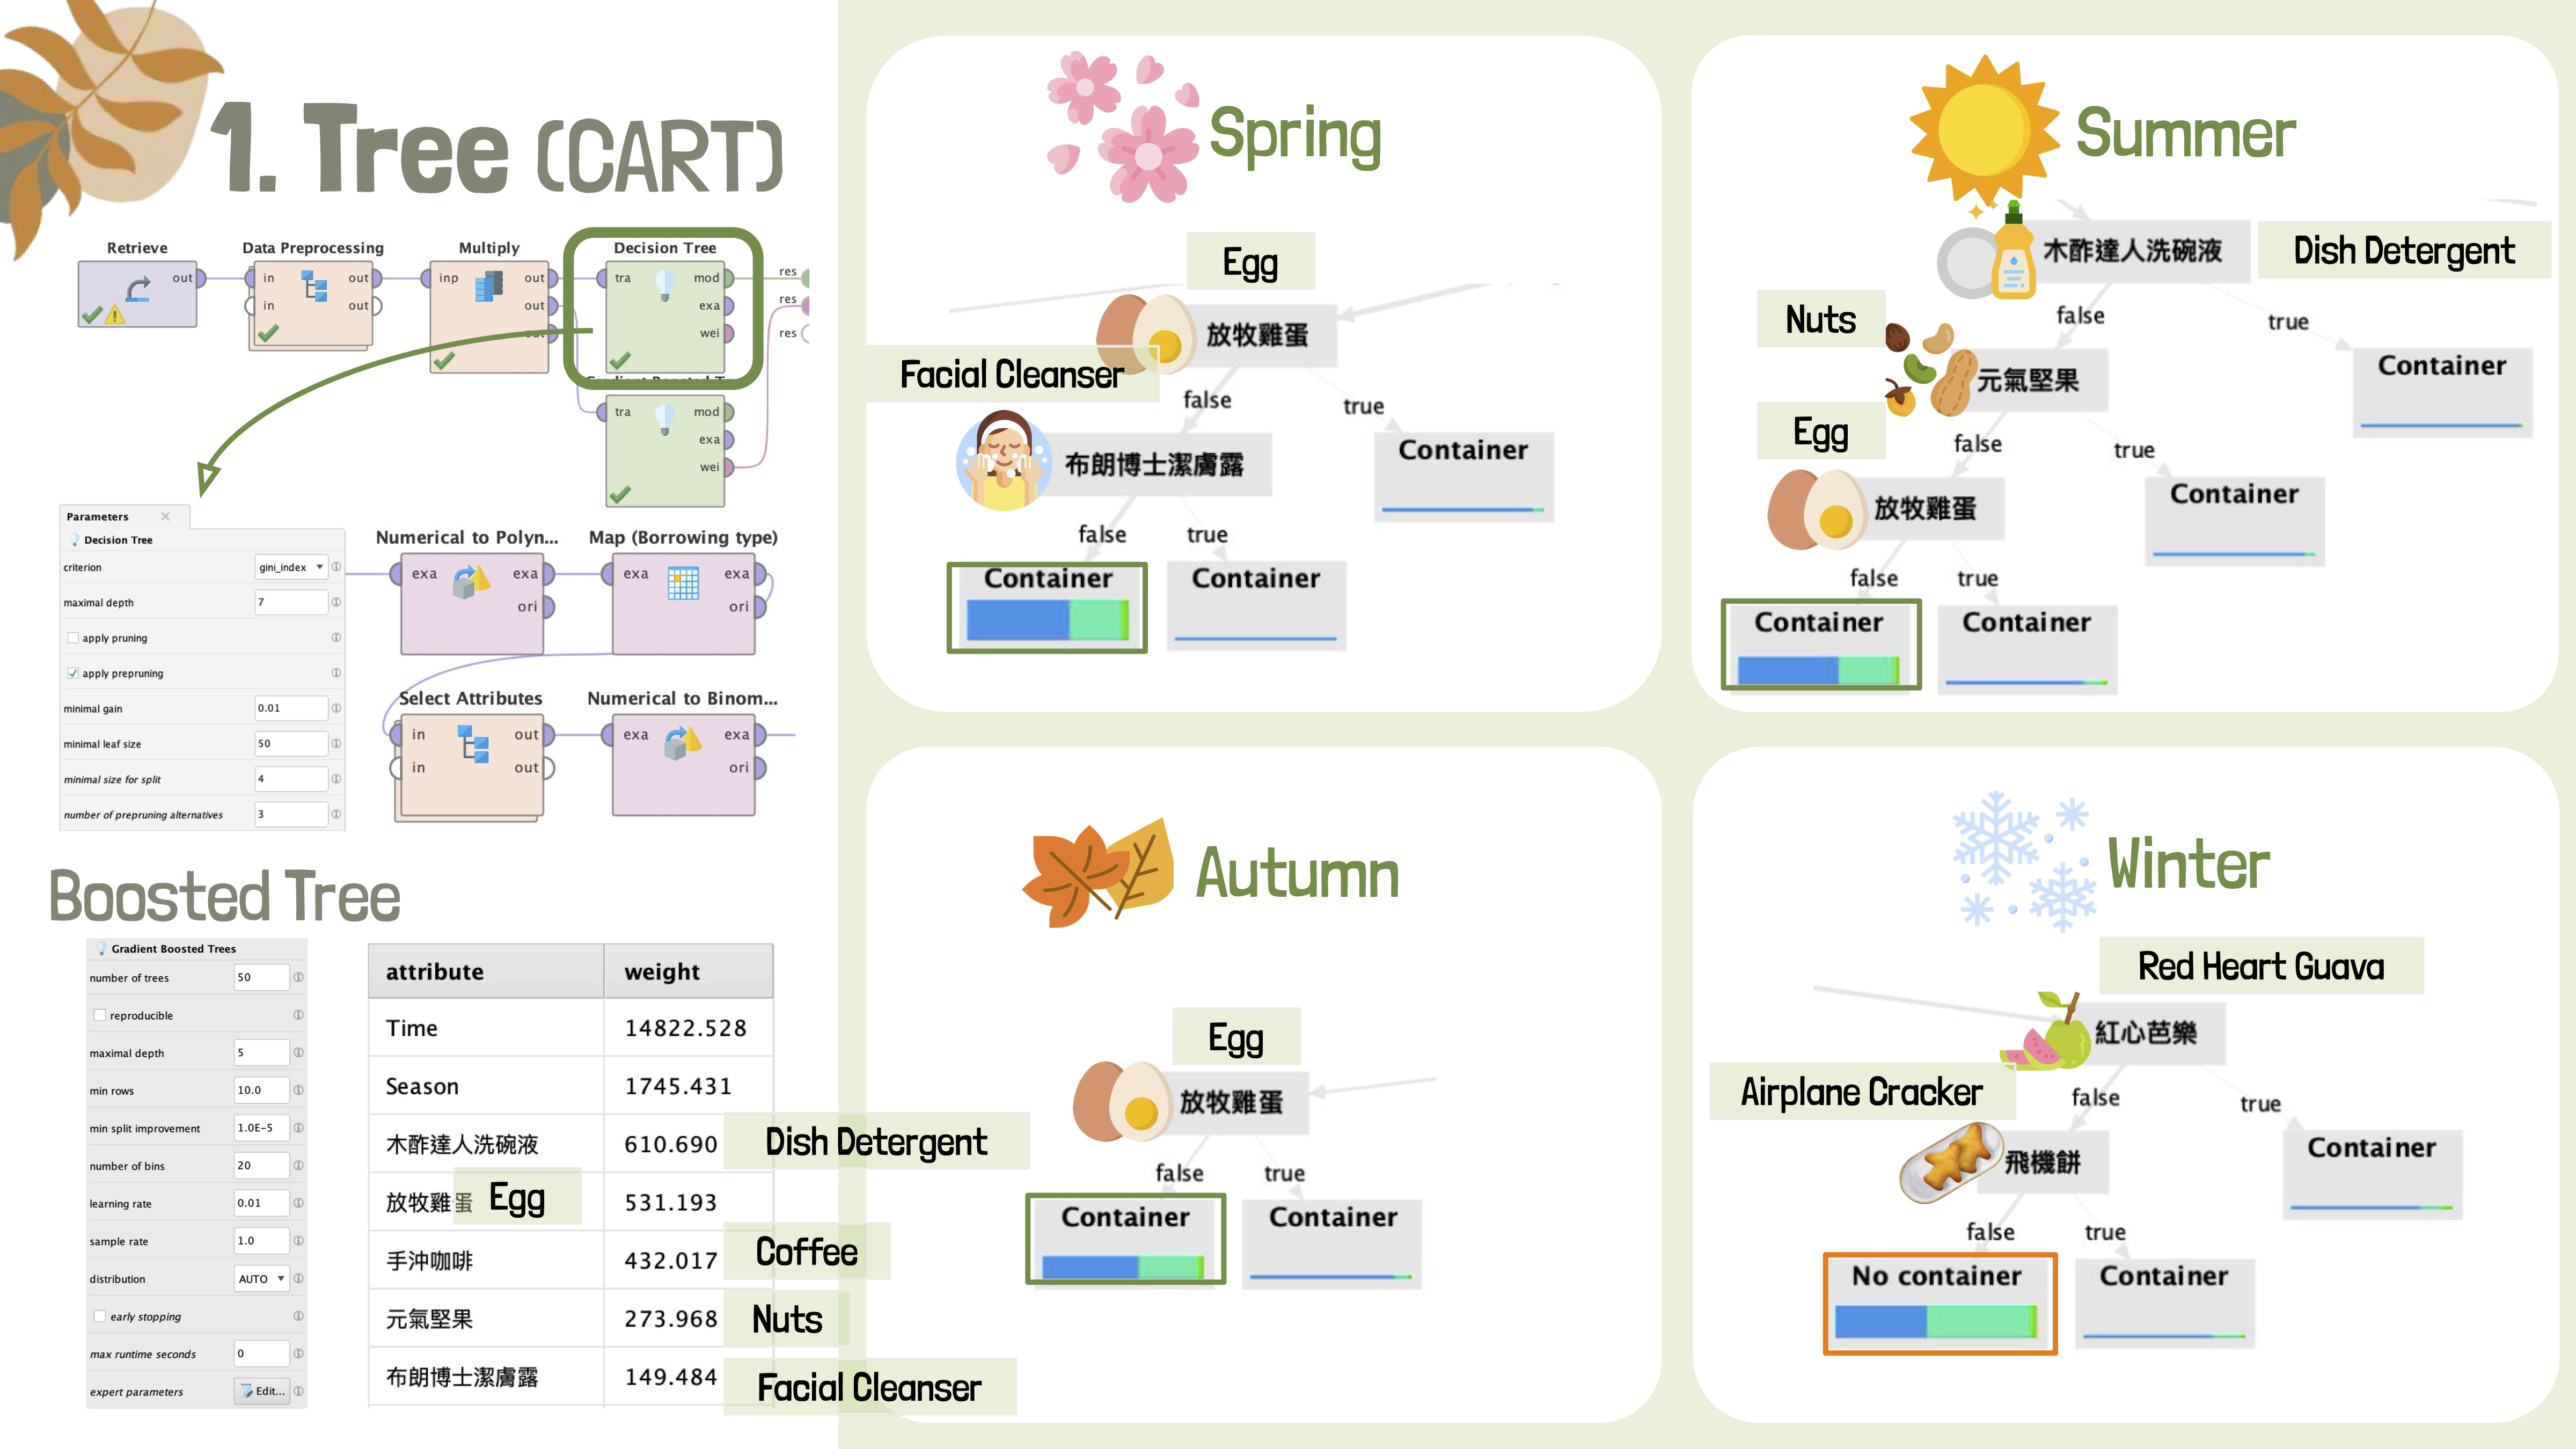 1. Tree (CART)
Retrieve
out
Data Preprocessing
in
out
in
out
Multiply
inp
out
out
out
Decision Tree
tra
mod
exa
wei
res
res
res
tra
mod
exa
wei
Parameters
Decision Tree
criterion
gini_index
maximal depth
7
apply pruning
apply prepruning
minimal gain
0.01
minimal leaf size
50
minimal size for split
4
number of prepruning alternatives
3
Numerical to Polyn...
exa
exa
ori
Map (Borrowing type)
exa
exa
ori
Select Attributes
in
out
in
out
Numerical to Binom...
exa
exa
ori
Boosted Tree
Gradient Boosted Trees
number of trees
50
reproducible
maximal depth
5
min rows
10.0
min split improvement
1.0E-5
number of bins
20
learning rate
0.01
sample rate
1.0
distribution
AUTO
early stopping
max runtime seconds
0
expert parameters
Edit...
attribute
weight
Time
14822.528
Season
1745.431
木酢達人洗碗液
610.690
Dish Detergent
放牧雞蛋
Egg
531.193
手沖咖啡
432.017
Coffee
元氣堅果
273.968
Nuts
布朗博士潔膚露
149.484
Facial Cleanser
Spring
Egg
放牧雞蛋
Facial Cleanser
false
true
布朗博士潔膚露
Container
false
true
Container
Container
Summer
木酢達人洗碗液
Dish Detergent
Nuts
false
true
元氣堅果
Container
Egg
false
true
放牧雞蛋
Container
false
true
Container
Container
Autumn
Egg
放牧雞蛋
false
true
Container
Container
Winter
Red Heart Guava
紅心芭樂
Airplane Cracker
false
true
飛機餅
Container
false
true
No container
Container